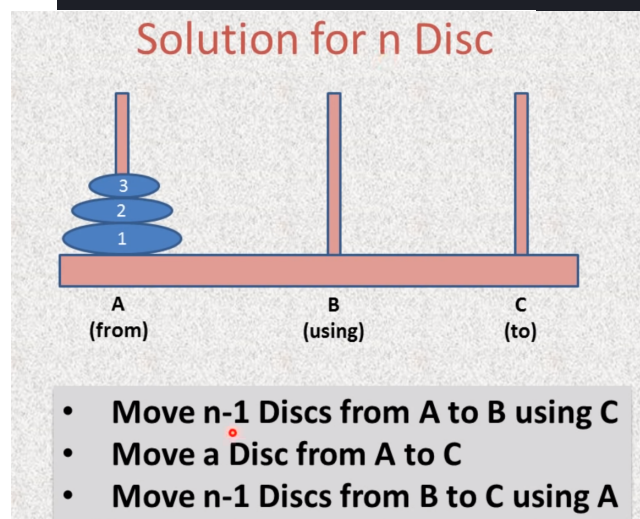 Solution for n Disc
3
2
1
A B C
(from) (using) (to)
• Move n-1 Discs from A to B using C
• Move a Disc from A to C
• Move n-1 Discs from B to C using A